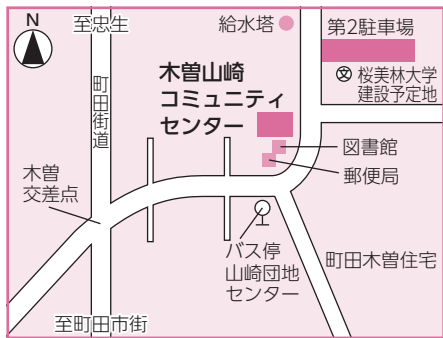 N
至忠生
給水塔
第2駐車場
町田街道
木曽山崎
コミュニティ
センター
文
桜美林大学
建設予定地
図書館
郵便局
木曽
交差点
バス停
山崎団地
センター
町田木曽住宅
至町田市街